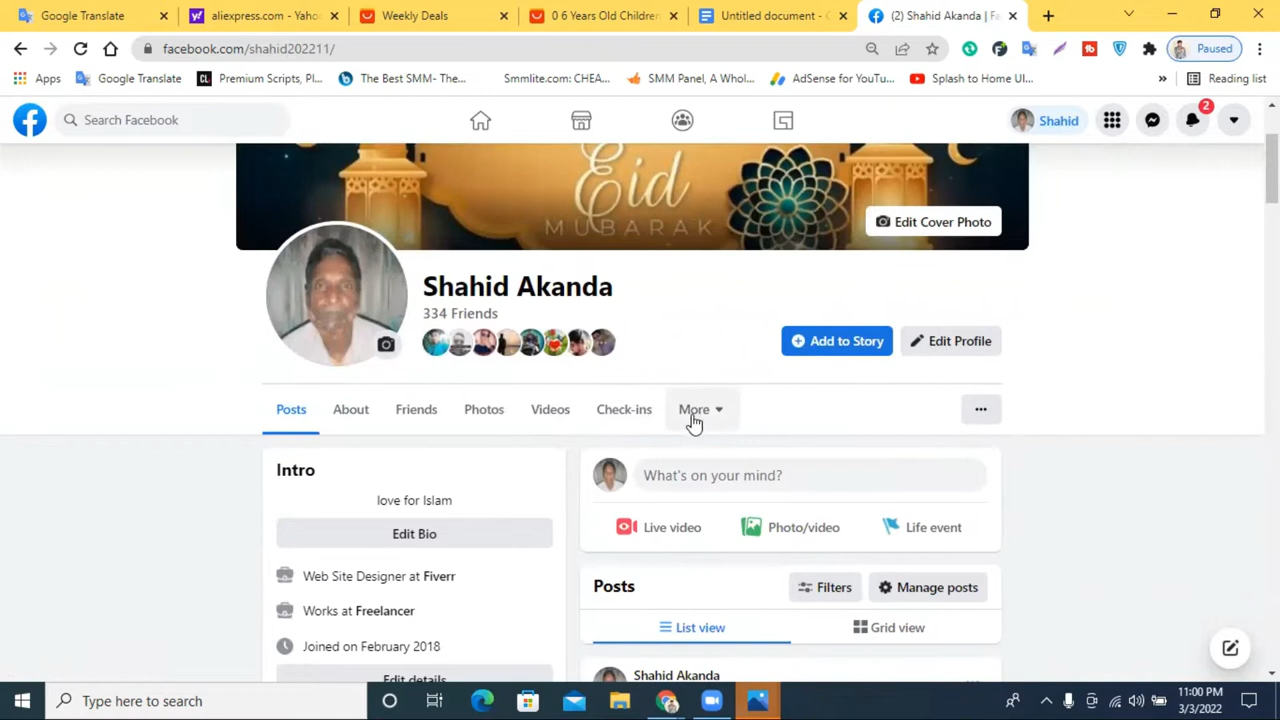 Google Translate
aliexpress.com - Yaho
Weekly Deals
0 6 Years Old Children
Untitled document - G
(2) Shahid Akanda | Fa
facebook.com/shahid202211/
Paused
Apps
Google Translate
Premium Scripts, Pl...
The Best SMM- The...
Smmlite.com: CHEA...
SMM Panel, A Whol...
AdSense for YouTu...
Splash to Home UI...
»
Reading list
Search Facebook
Shahid
2
Eid
MUBARAK
Edit Cover Photo
Shahid Akanda
334 Friends
Add to Story
Edit Profile
Posts
About
Friends
Photos
Videos
Check-ins
More
Intro
love for Islam
Edit Bio
Web Site Designer at Fiverr
Works at Freelancer
Joined on February 2018
Edit details
What's on your mind?
Live video
Photo/video
Life event
Posts
Filters
Manage posts
List view
Grid view
Shahid Akanda
Type here to search
11:00 PM
3/3/2022